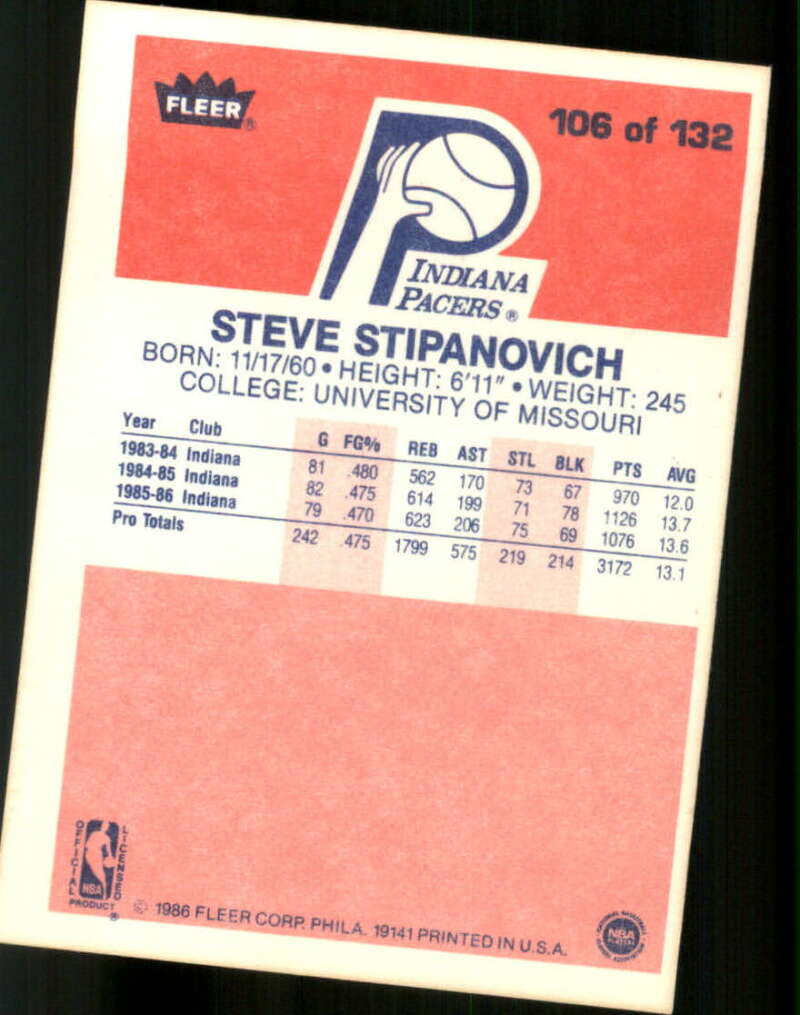 FLEER®
106 of 132
INDIANA
PACERS®
STEVE STIPANOVICH
BORN: 11/17/60 • HEIGHT: 6'11" • WEIGHT: 245
COLLEGE: UNIVERSITY OF MISSOURI
Year Club G FG% REB AST STL BLK PTS AVG
1983-84 Indiana 81 .480 562 170 73 67 970 12.0
1984-85 Indiana 82 .475 614 199 71 78 1126 13.7
1985-86 Indiana 79 .470 623 206 75 69 1076 13.6
Pro Totals 242 .475 1799 575 219 214 3172 13.1
OFFICIAL
LICENSED
NBA
PRODUCT
®
© 1986 FLEER CORP. PHILA. 19141 PRINTED IN U.S.A.
NBA
PLAYERS